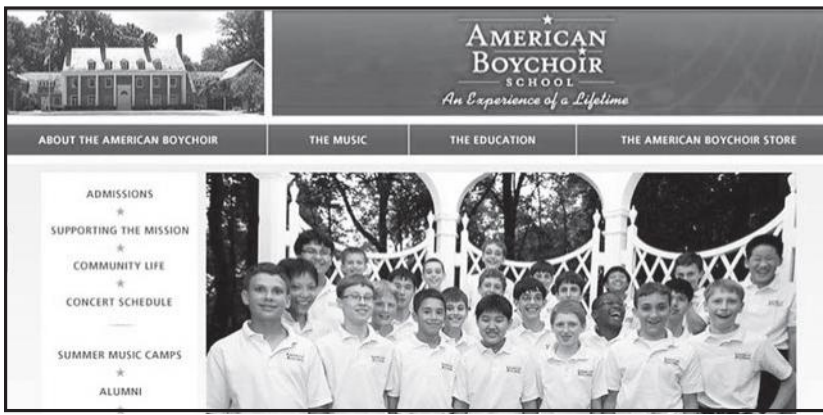 AMERICAN
BOYCHOIR
SCHOOL
An Experience of a Lifetime
ABOUT THE AMERICAN BOYCHOIR THE MUSIC THE EDUCATION THE AMERICAN BOYCHOIR STORE
ADMISSIONS
SUPPORTING THE MISSION
COMMUNITY LIFE
CONCERT SCHEDULE
SUMMER MUSIC CAMPS
ALUMNI